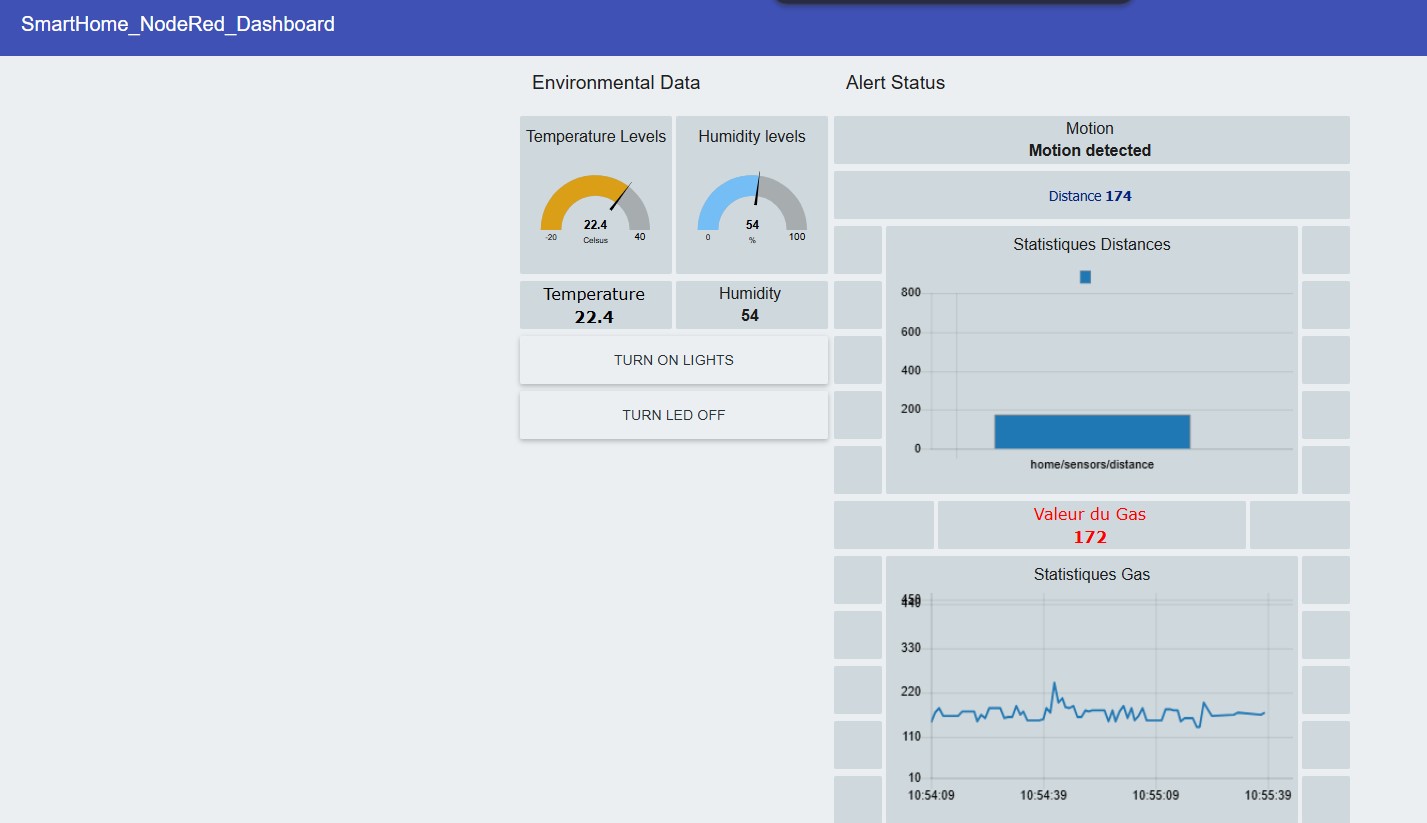 SmartHome_NodeRed_Dashboard
Environmental Data
Temperature Levels
22.4
-20
Celsus
40
Humidity levels
54
0
%
100
Temperature
22.4
Humidity
54
TURN ON LIGHTS
TURN LED OFF
Alert Status
Motion
Motion detected
Distance 174
Statistiques Distances
800
600
400
200
0
home/sensors/distance
Valeur du Gas
172
Statistiques Gas
450
440
330
220
110
10
10:54:09
10:54:39
10:55:09
10:55:39